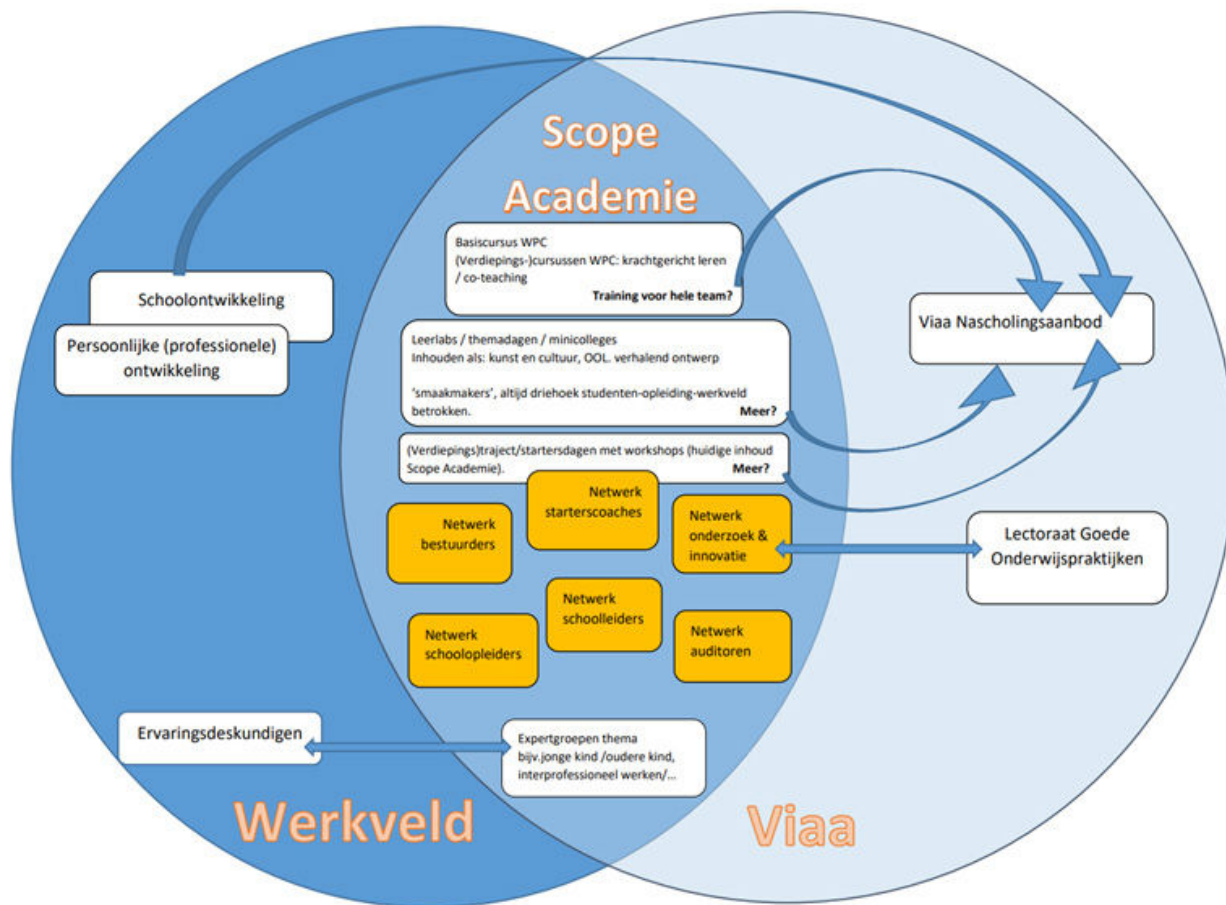 Scope
Academie
Basiscursus WPC
(Verdiepings-)cursussen WPC: krachtgericht leren
/ co-teaching
Training voor hele team?
Schoolontwikkeling
Persoonlijke (professionele)
ontwikkeling
Viaa Nascholingsaanbod
Leerlabs / themadagen / minicolleges
Inhouden als: kunst en cultuur, OOL. verhalend ontwerp
‘smaakmakers’, altijd driehoek studenten-opleiding-werkveld
betrokken. Meer?
(Verdiepings)traject/startersdagen met workshops (huidige inhoud
Scope Academie). Meer?
Netwerk
starterscoaches
Netwerk
bestuurders
Netwerk
onderzoek &
innovatie
Lectoraat Goede
Onderwijspraktijken
Netwerk
schoolleiders
Netwerk
schoolopleiders
Netwerk
auditoren
Ervaringsdeskundigen
Expertgroepen thema
bijv.jonge kind /oudere kind,
interprofessioneel werken/...
Werkveld
Viaa